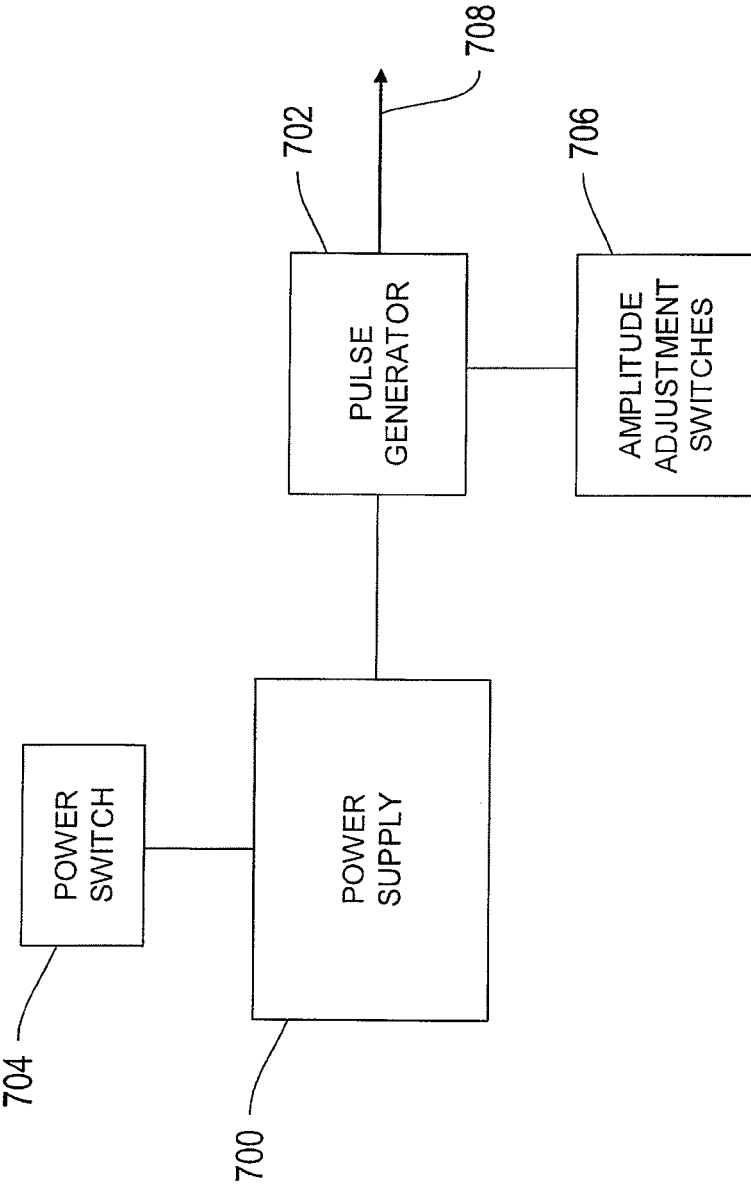 704
POWER
SWITCH
700
POWER
SUPPLY
702
PULSE
GENERATOR
708
706
AMPLITUDE
ADJUSTMENT
SWITCHES